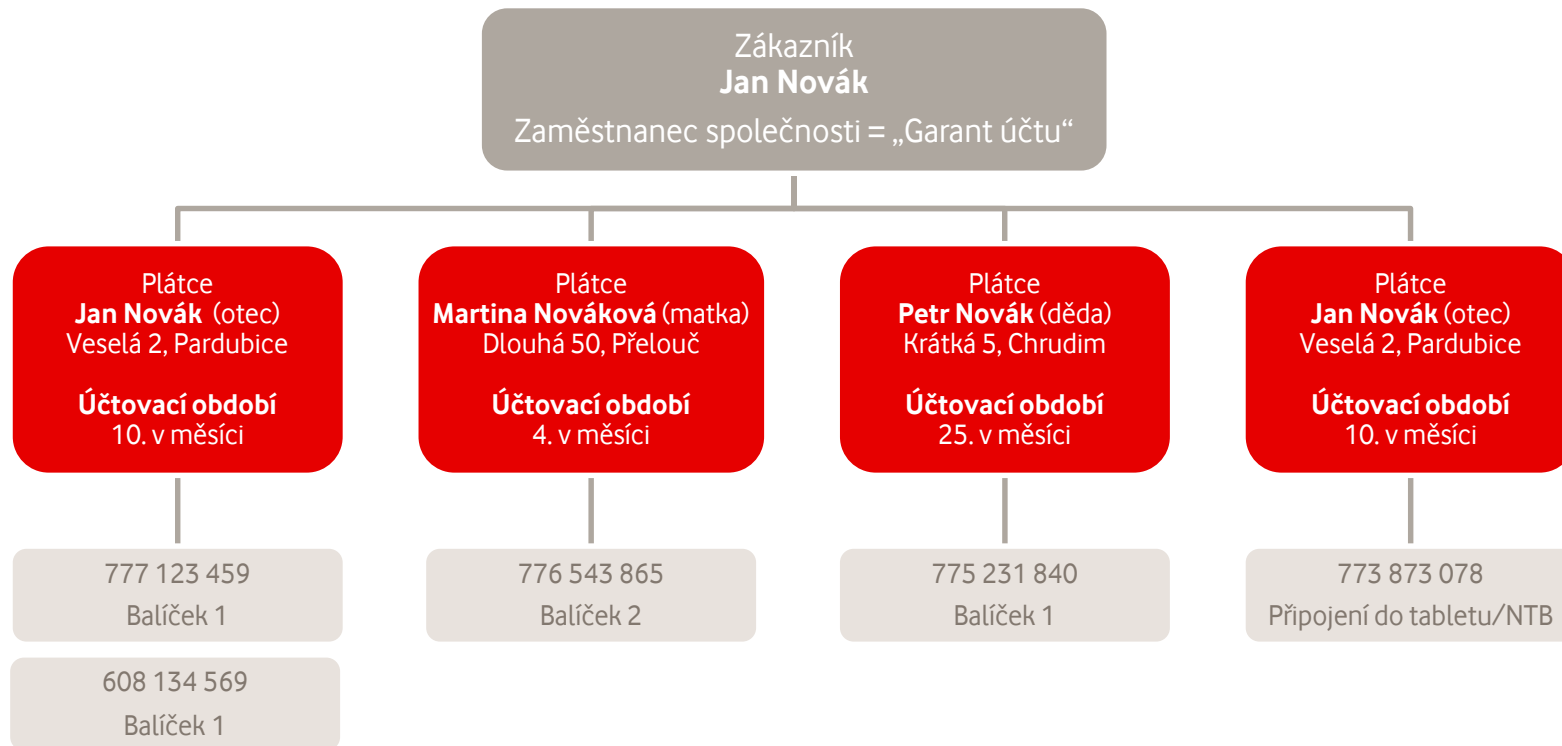 Zákazník
Jan Novák
Zaměstnanec společnosti = „Garant účtu“
Plátce
Jan Novák (otec)
Veselá 2, Pardubice
Účtovací období
10. v měsíci
777 123 459
Balíček 1
608 134 569
Balíček 1
Plátce
Martina Nováková (matka)
Dlouhá 50, Přelouč
Účtovací období
4. v měsíci
776 543 865
Balíček 2
Plátce
Petr Novák (děda)
Krátká 5, Chrudim
Účtovací období
25. v měsíci
775 231 840
Balíček 1
Plátce
Jan Novák (otec)
Veselá 2, Pardubice
Účtovací období
10. v měsíci
773 873 078
Připojení do tabletu/NTB